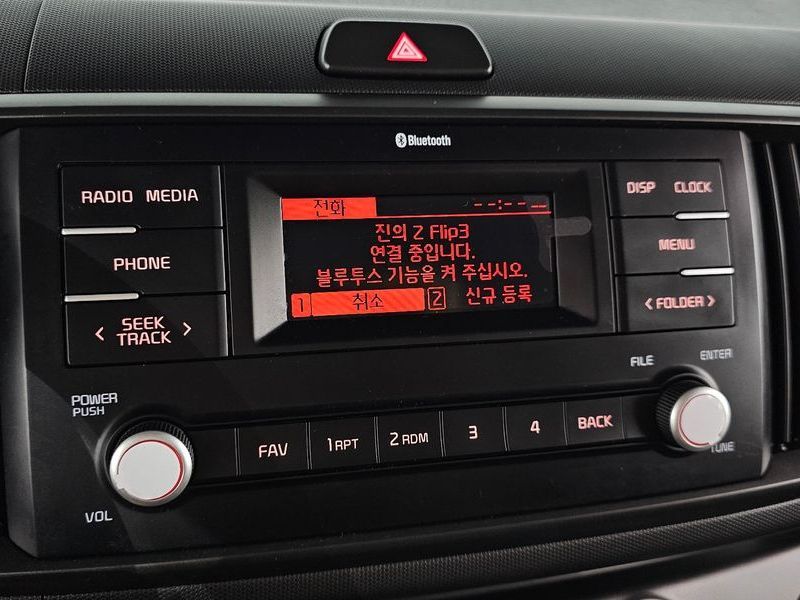 Bluetooth
RADIO MEDIA
PHONE
< SEEK TRACK >
전화 --:-- __
진의 Z Flip3
연결 중입니다.
블루투스 기능을 켜 주십시오.
1 취소 2 신규 등록
DISP CLOCK
MENU
< FOLDER >
POWER
PUSH
VOL
FAV
1 RPT
2 RDM
3
4
BACK
FILE
ENTER
TUNE